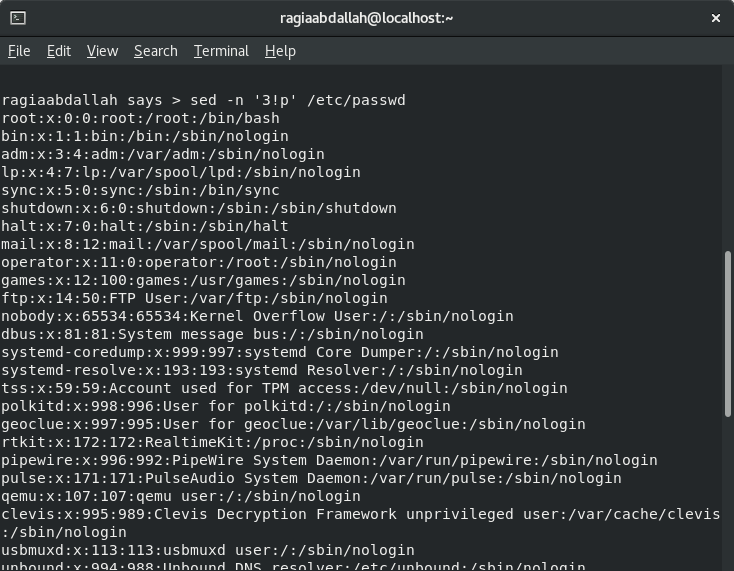 ragiaabdallah@localhost:~
File Edit View Search Terminal Help
ragiaabdallah says > sed -n '3!p' /etc/passwd
root:x:0:0:root:/root:/bin/bash
bin:x:1:1:bin:/bin:/sbin/nologin
adm:x:3:4:adm:/var/adm:/sbin/nologin
lp:x:4:7:lp:/var/spool/lpd:/sbin/nologin
sync:x:5:0:sync:/sbin:/bin/sync
shutdown:x:6:0:shutdown:/sbin:/sbin/shutdown
halt:x:7:0:halt:/sbin:/sbin/halt
mail:x:8:12:mail:/var/spool/mail:/sbin/nologin
operator:x:11:0:operator:/root:/sbin/nologin
games:x:12:100:games:/usr/games:/sbin/nologin
ftp:x:14:50:FTP User:/var/ftp:/sbin/nologin
nobody:x:65534:65534:Kernel Overflow User:/:/sbin/nologin
dbus:x:81:81:System message bus:/:/sbin/nologin
systemd-coredump:x:999:997:systemd Core Dumper:/:/sbin/nologin
systemd-resolve:x:193:193:systemd Resolver:/:/sbin/nologin
tss:x:59:59:Account used for TPM access:/dev/null:/sbin/nologin
polkitd:x:998:996:User for polkitd:/:/sbin/nologin
geoclue:x:997:995:User for geoclue:/var/lib/geoclue:/sbin/nologin
rtkit:x:172:172:RealtimeKit:/proc:/sbin/nologin
pipewire:x:996:992:PipeWire System Daemon:/var/run/pipewire:/sbin/nologin
pulse:x:171:171:PulseAudio System Daemon:/var/run/pulse:/sbin/nologin
qemu:x:107:107:qemu user:/:/sbin/nologin
clevis:x:995:989:Clevis Decryption Framework unprivileged user:/var/cache/clevis
:/sbin/nologin
usbmuxd:x:113:113:usbmuxd user:/:/sbin/nologin
unbound:x:994:988:Unbound DNS resolver:/etc/unbound:/sbin/nologin